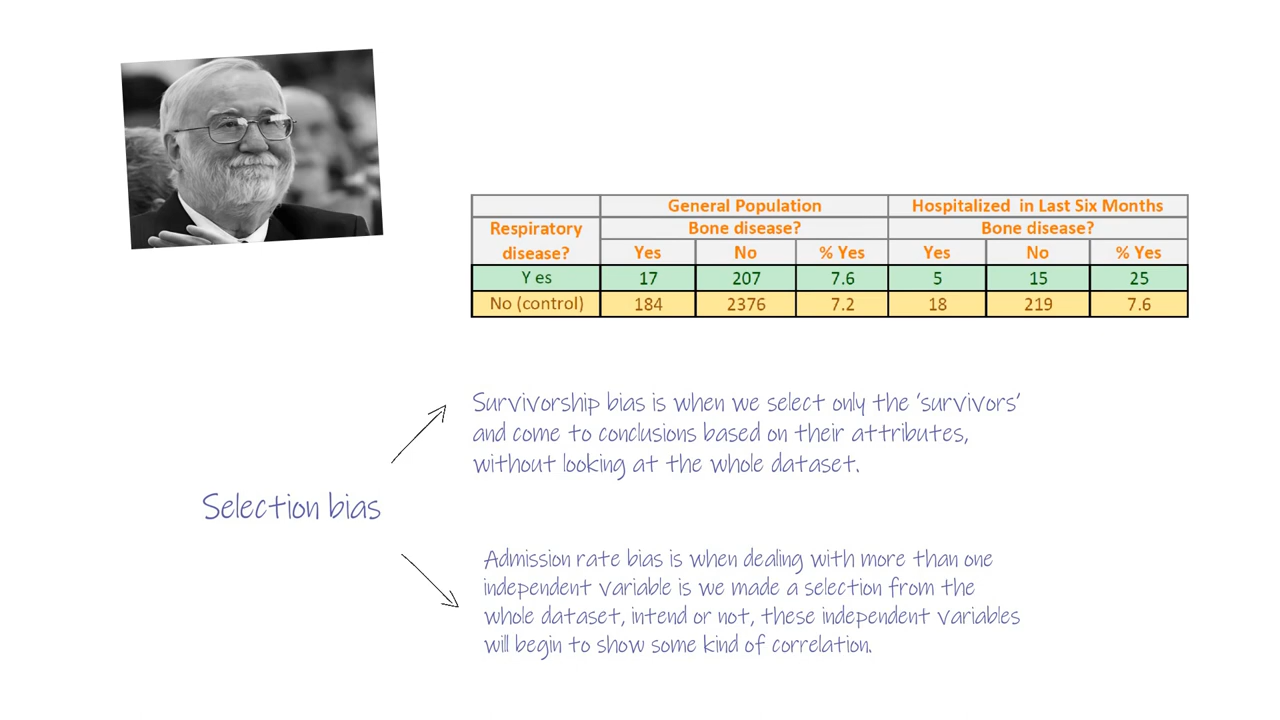 General Population Hospitalized in Last Six Months
Respiratory disease? Bone disease? Bone disease?
Yes No % Yes Yes No % Yes
Y es 17 207 7.6 5 15 25
No (control) 184 2376 7.2 18 219 7.6
Survivorship bias is when we select only the 'survivors'
and come to conclusions based on their attributes,
without looking at the whole dataset.
Selection bias
Admission rate bias is when dealing with more than one
independent variable is we made a selection from the
whole dataset, intend or not, these independent variables
will begin to show some kind of correlation.